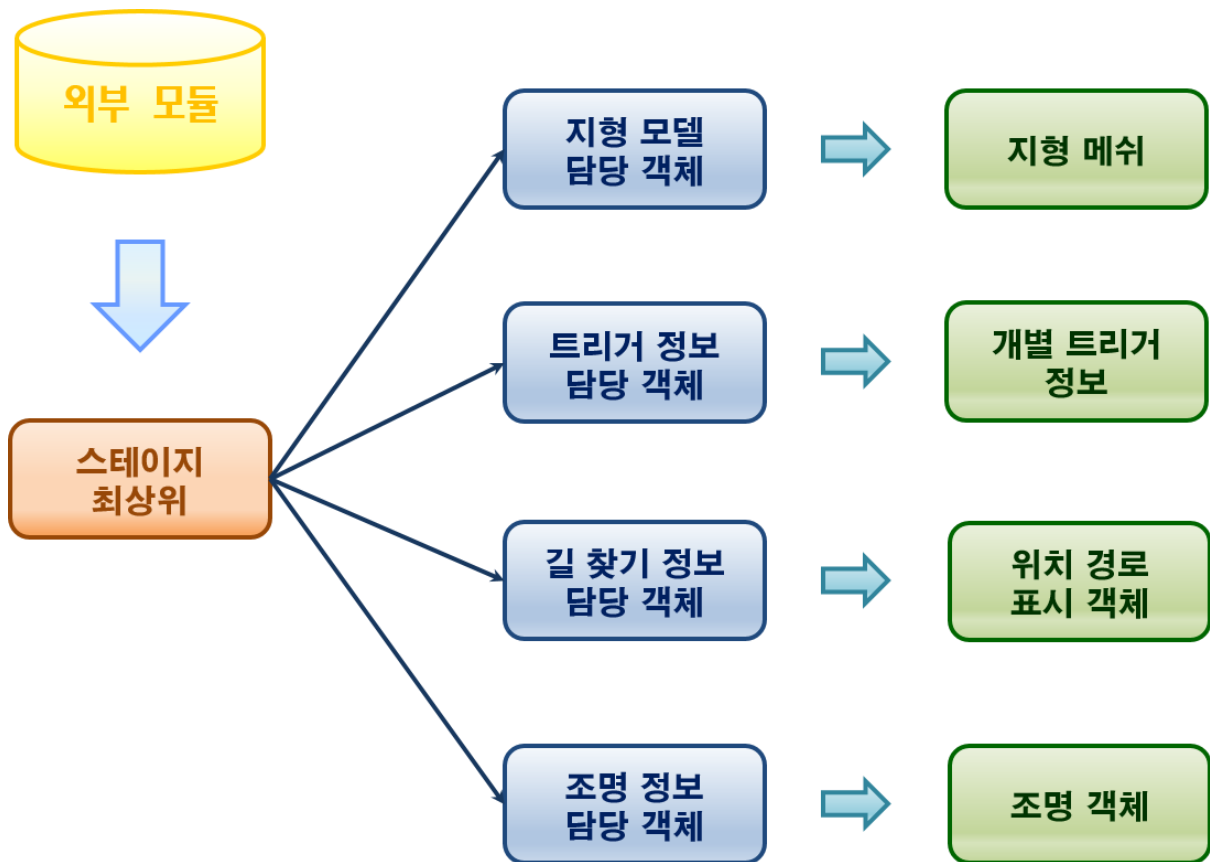 외부 모듈
지형 모델
담당 객체
지형 메쉬
트리거 정보
담당 객체
개별 트리거
정보
스테이지
최상위
길 찾기 정보
담당 객체
위치 경로
표시 객체
조명 정보
담당 객체
조명 객체